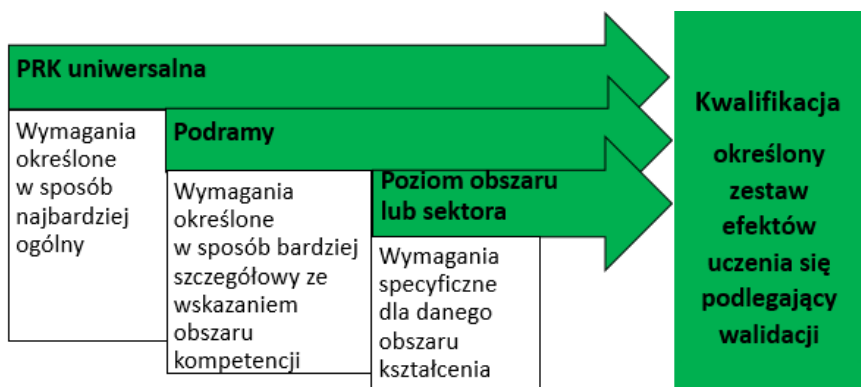 PRK uniwersalna
Wymagania
określone
w sposób
najbardziej
ogólny
Podramy
Wymagania
określone
w sposób bardziej
szczegółowy ze
wskazaniem
obszaru
kompetencji
Poziom obszaru
lub sektora
Wymagania
specyficzne
dla danego
obszaru
kształcenia
Kwalifikacja
określony
zestaw
efektów
uczenia się
podlegający
walidacji